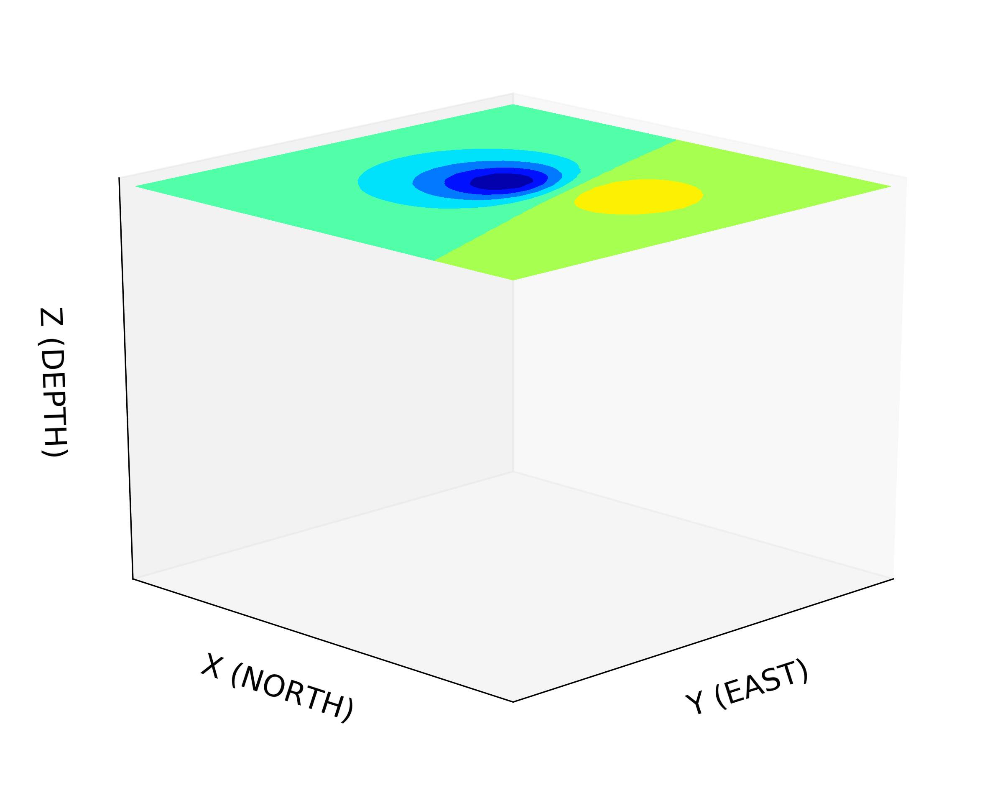 Z (DEPTH)
X (NORTH)
Y (EAST)